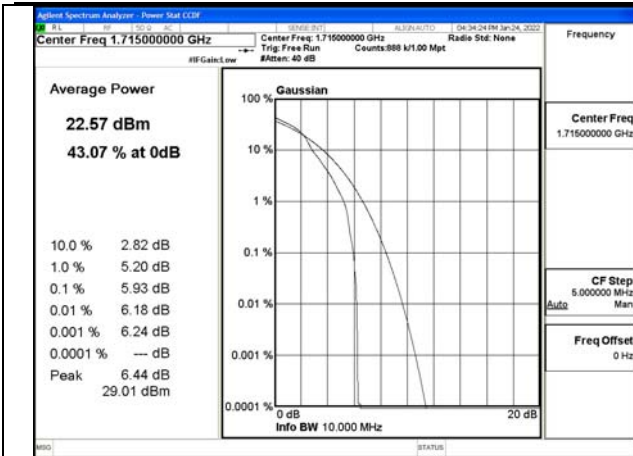 Agilent Spectrum Analyzer - Power Stat CCDF
RL RF 50 Ω AC SENSE:INT ALIGNAUTO 04:34:24 PM Jan 24, 2022
Center Freq 1.715000000 GHz
Center Freq: 1.715000000 GHz
Radio Std: None
Trig: Free Run Counts:888 k/1.00 Mpt
#IFGain:Low #Atten: 40 dB
Frequency
Average Power
22.57 dBm
43.07 % at 0dB
10.0 % 2.82 dB
1.0 % 5.20 dB
0.1 % 5.93 dB
0.01 % 6.18 dB
0.001 % 6.24 dB
0.0001 % --- dB
Peak 6.44 dB
29.01 dBm
Gaussian
100 %
10 %
1 %
0.1 %
0.01 %
0.001 %
0.0001 %
0 dB 20 dB
Info BW 10.000 MHz
Center Freq
1.715000000 GHz
CF Step
5.000000 MHz
Auto Man
Freq Offset
0 Hz
MSG STATUS